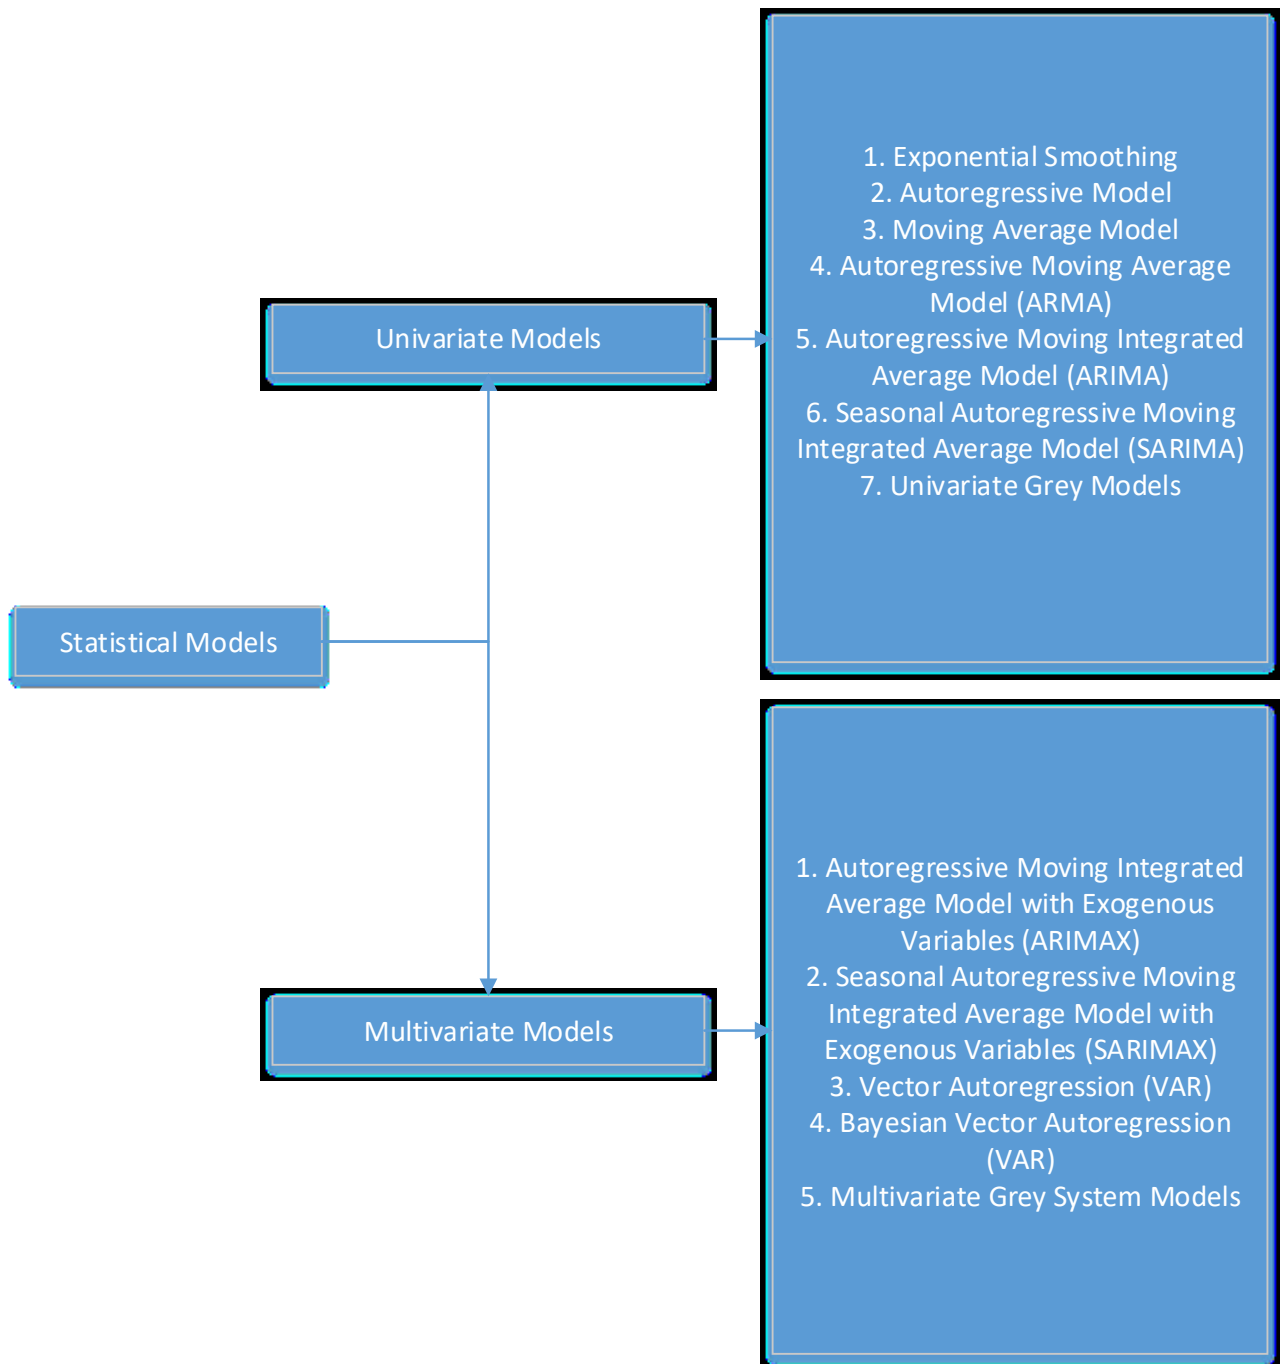 1. Exponential Smoothing
2. Autoregressive Model
3. Moving Average Model
4. Autoregressive Moving Average
Model (ARMA)
5. Autoregressive Moving Integrated
Average Model (ARIMA)
6. Seasonal Autoregressive Moving
Integrated Average Model (SARIMA)
7. Univariate Grey Models
Univariate Models
Statistical Models
Multivariate Models
1. Autoregressive Moving Integrated
Average Model with Exogenous
Variables (ARIMAX)
2. Seasonal Autoregressive Moving
Integrated Average Model with
Exogenous Variables (SARIMAX)
3. Vector Autoregression (VAR)
4. Bayesian Vector Autoregression
(VAR)
5. Multivariate Grey System Models